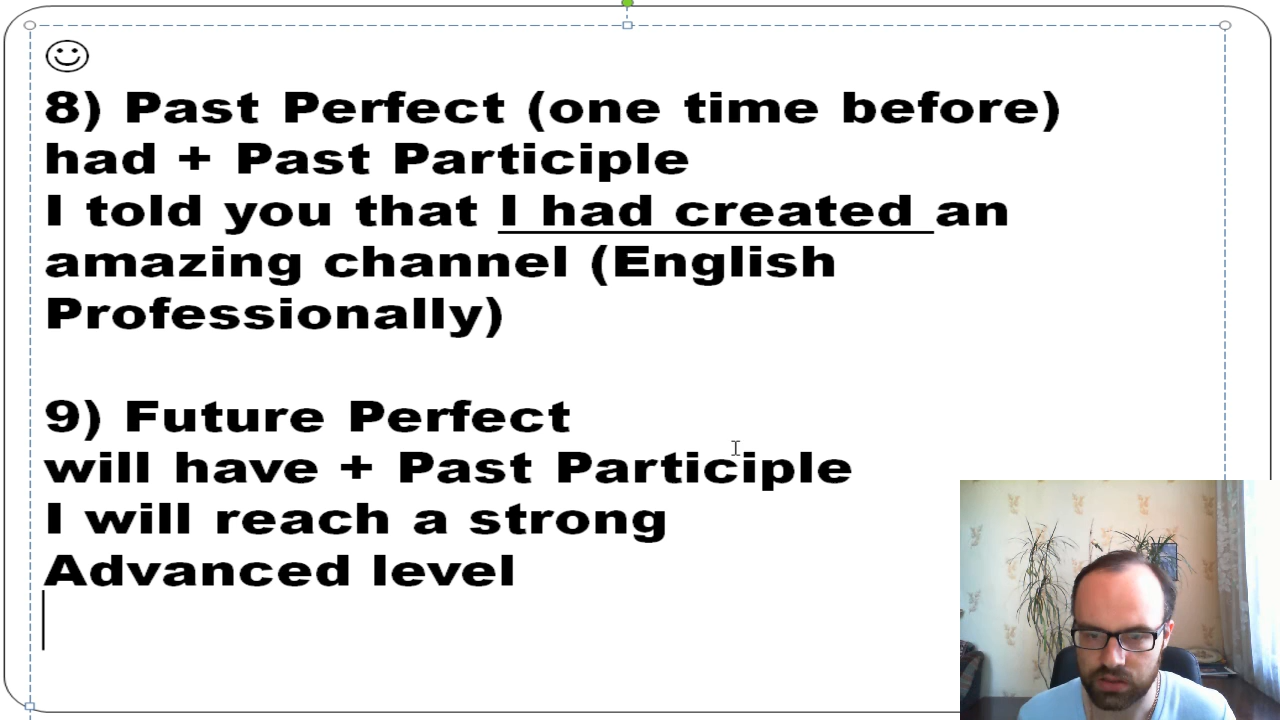 8) Past Perfect (one time before)
had + Past Participle
I told you that I had created an
amazing channel (English
Professionally)
9) Future Perfect
will have + Past Participle
I will reach a strong
Advanced level